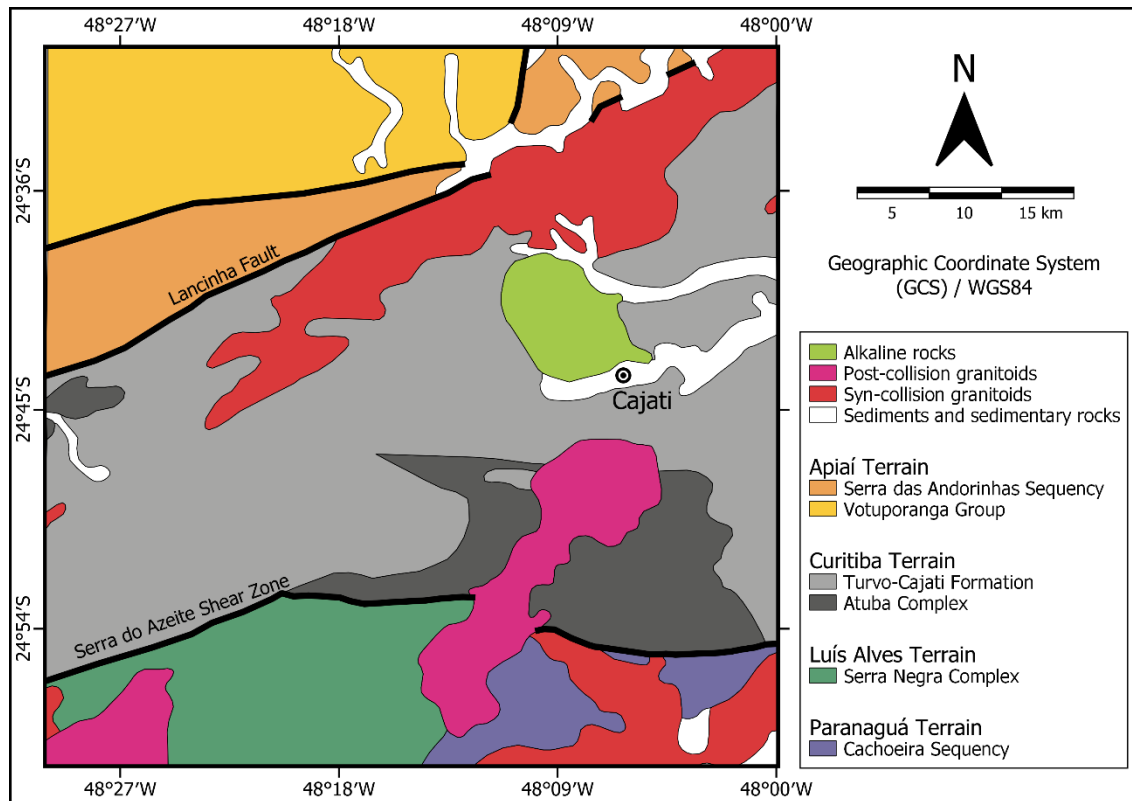 48°27'W 48°18'W 48°09'W 48°00'W
24°36'S
24°45'S
24°54'S
Lancinha Fault
Cajati
Serra do Azeite Shear Zone
48°27'W 48°18'W 48°09'W 48°00'W
N
5 10 15 km
Geographic Coordinate System
(GCS) / WGS84
Alkaline rocks
Post-collision granitoids
Syn-collision granitoids
Sediments and sedimentary rocks
Apiaí Terrain
Serra das Andorinhas Sequency
Votuporanga Group
Curitiba Terrain
Turvo-Cajati Formation
Atuba Complex
Luís Alves Terrain
Serra Negra Complex
Paranaguá Terrain
Cachoeira Sequency